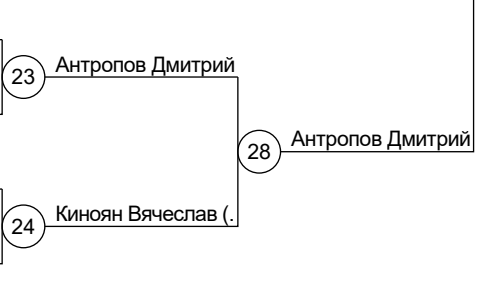 23
Антропов Дмитрий
28
Антропов Дмитрий
24
Киноян Вячеслав (.